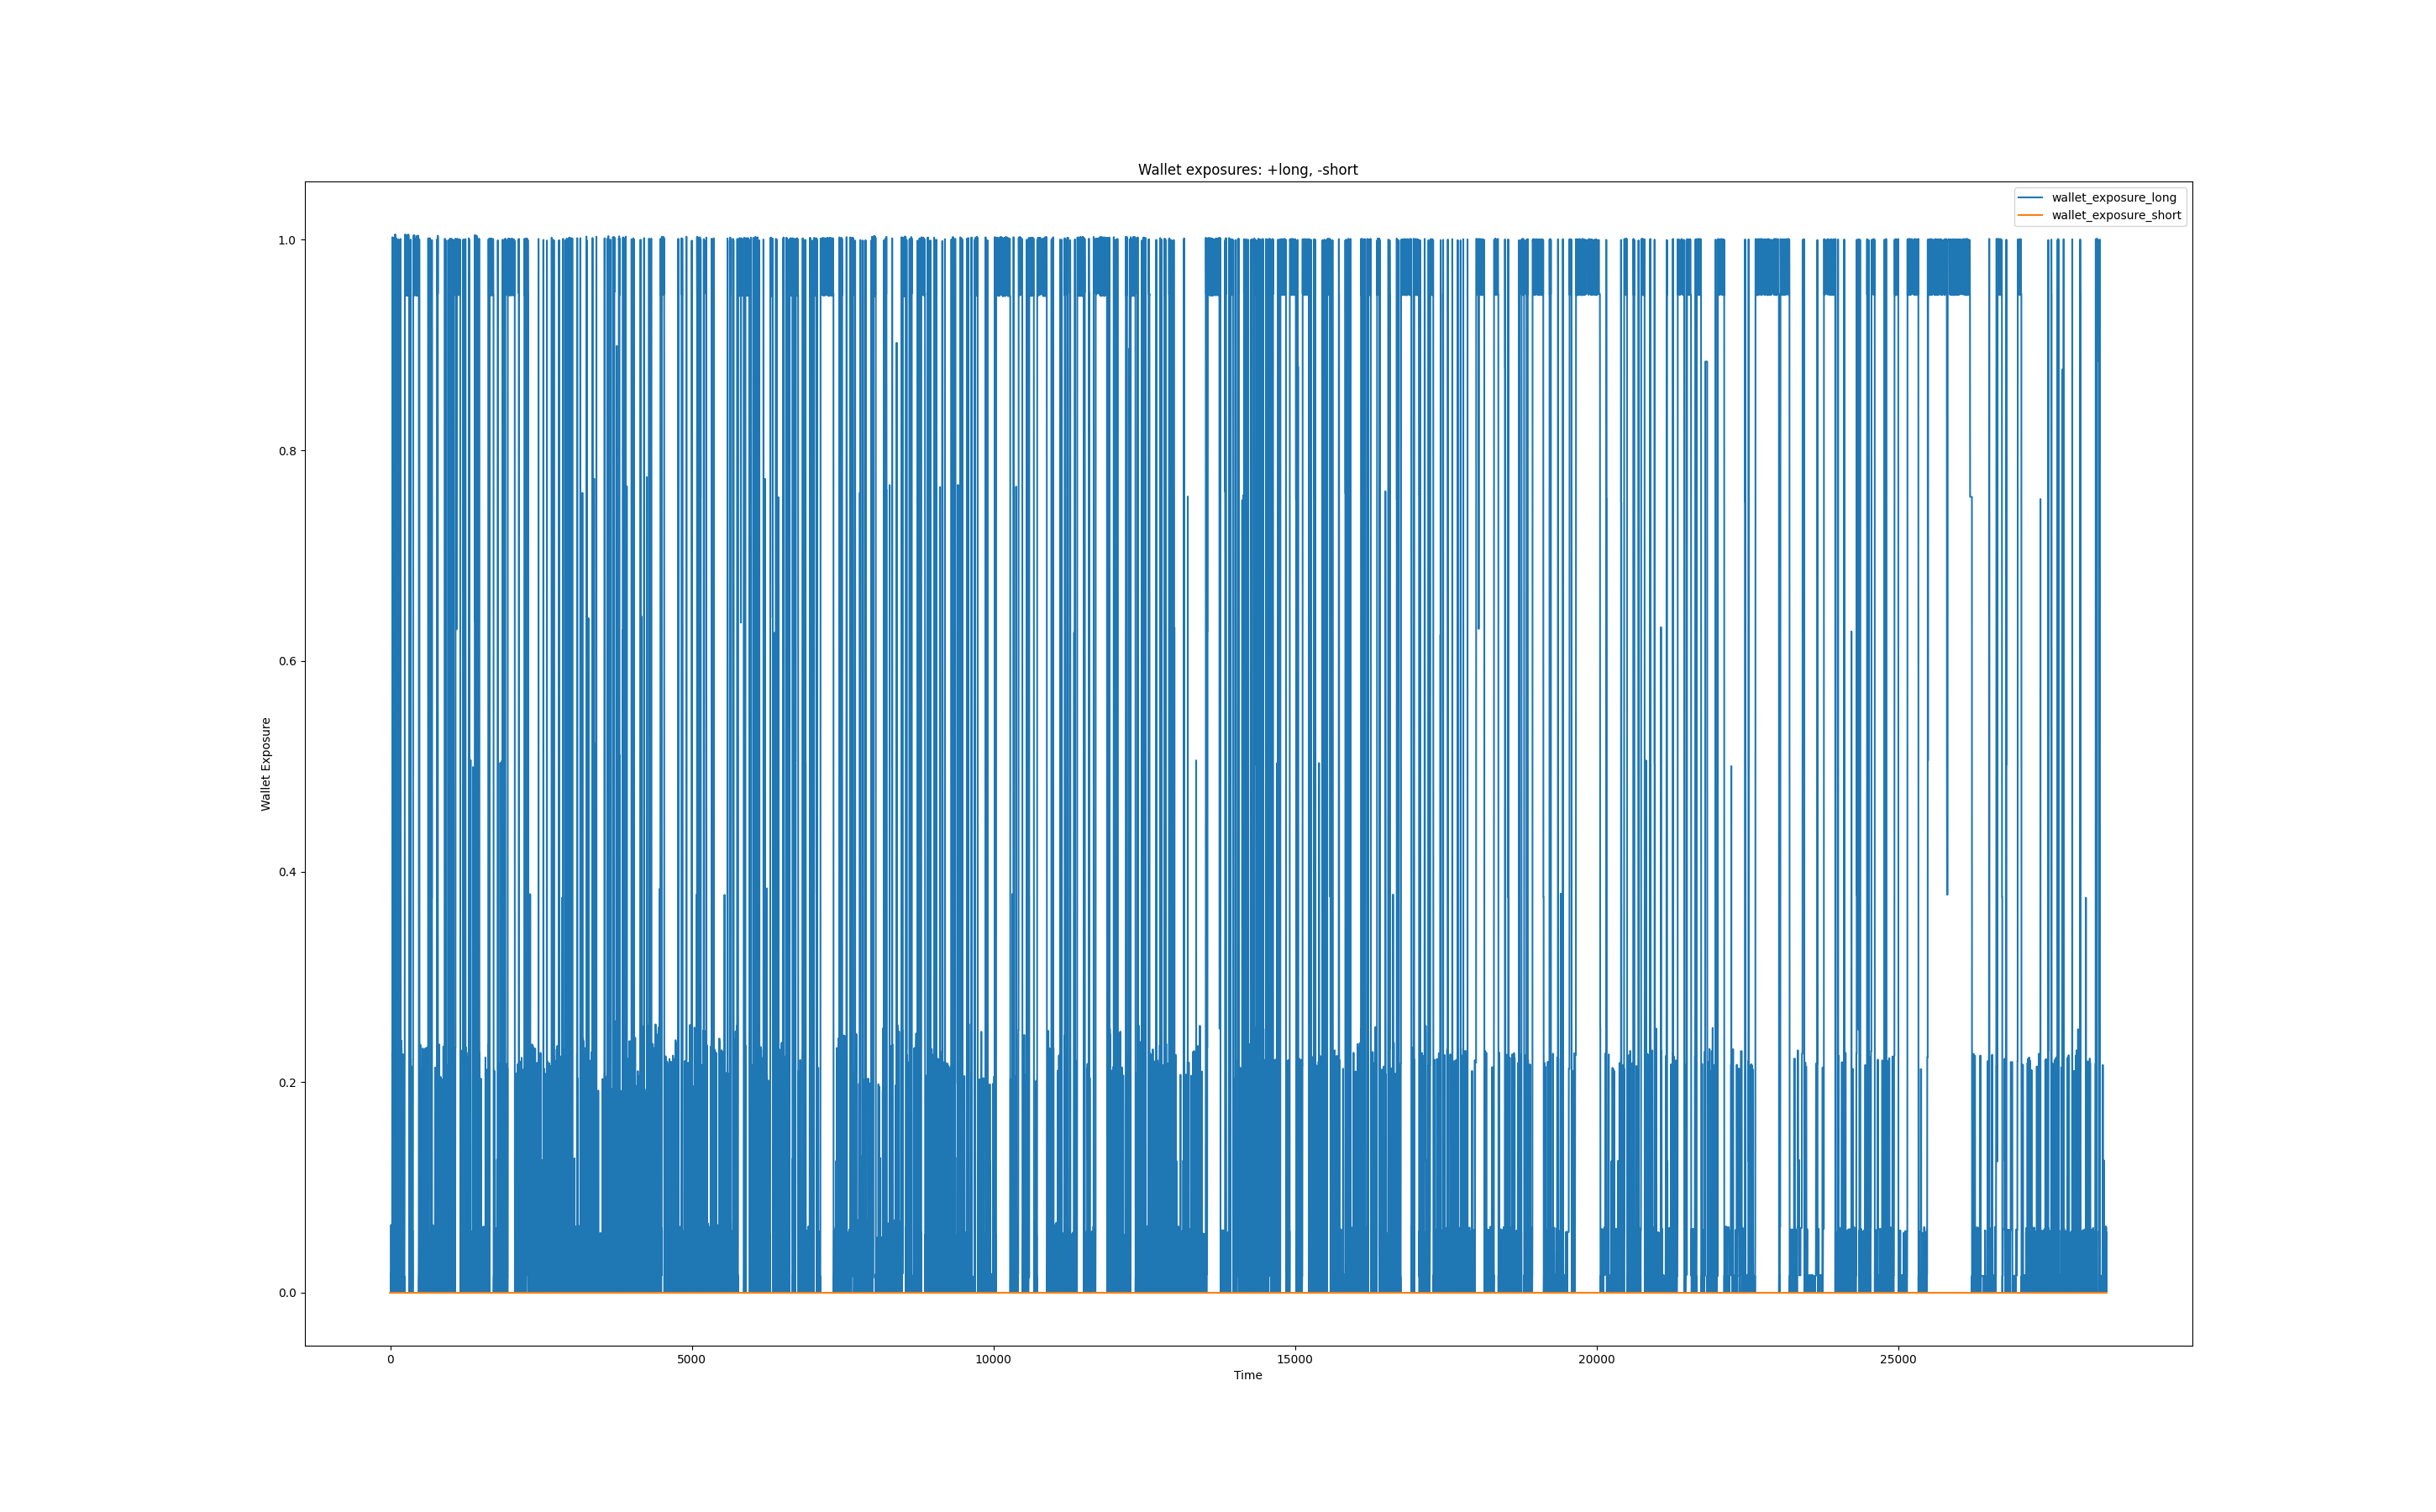 Wallet exposures: +long, -short
wallet_exposure_long
wallet_exposure_short
1.0
0.8
0.6
0.4
0.2
0.0
Wallet Exposure
0 5000 10000 15000 20000 25000
Time